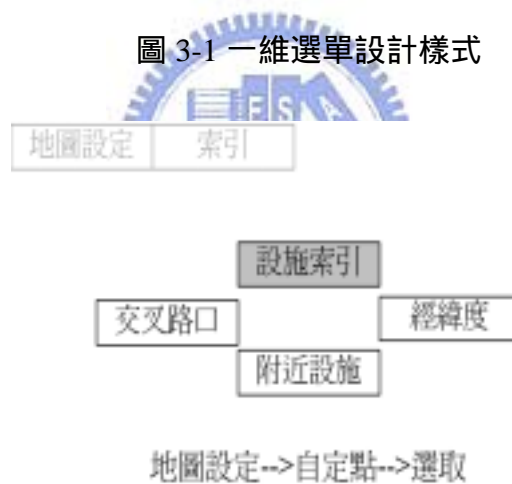 圖 3-1 一維選單設計樣式
ESA
地圖設定 索引
設施索引
交叉路口 經緯度
附近設施
地圖設定-->自定點-->選取